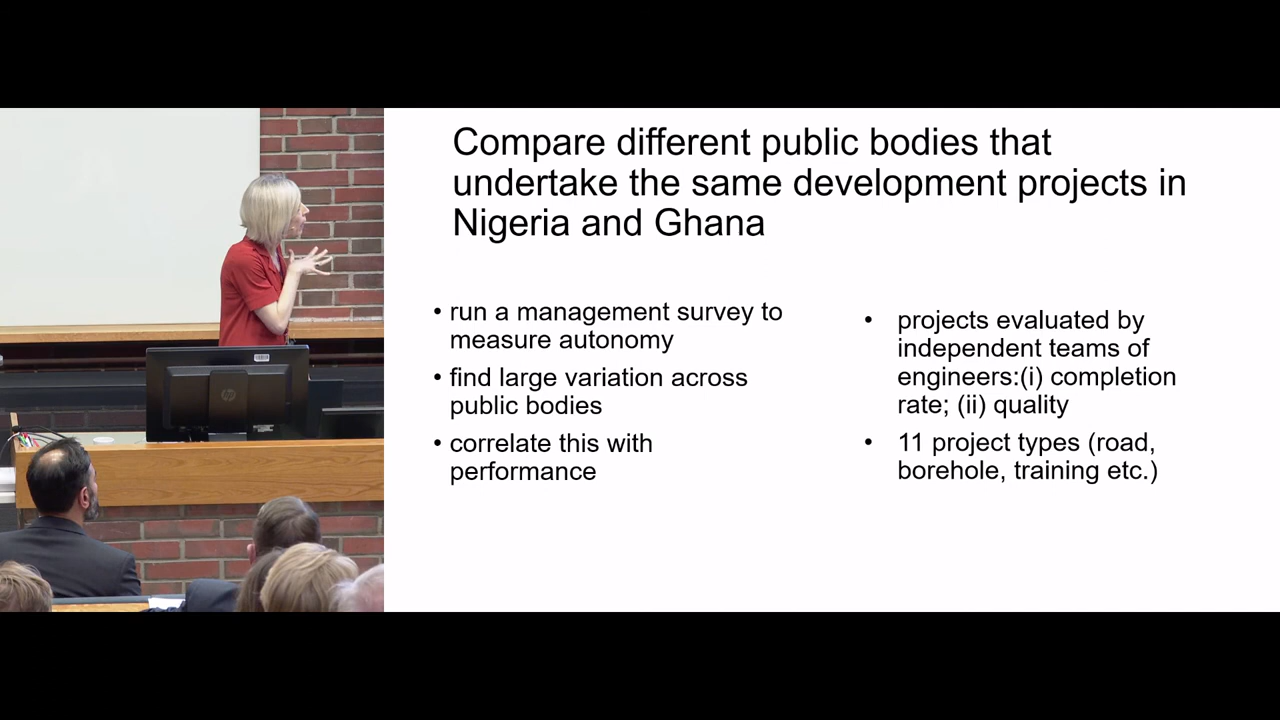 Compare different public bodies that
undertake the same development projects in
Nigeria and Ghana
• run a management survey to
measure autonomy
• find large variation across
public bodies
• correlate this with
performance
• projects evaluated by
independent teams of
engineers:(i) completion
rate; (ii) quality
• 11 project types (road,
borehole, training etc.)
hp